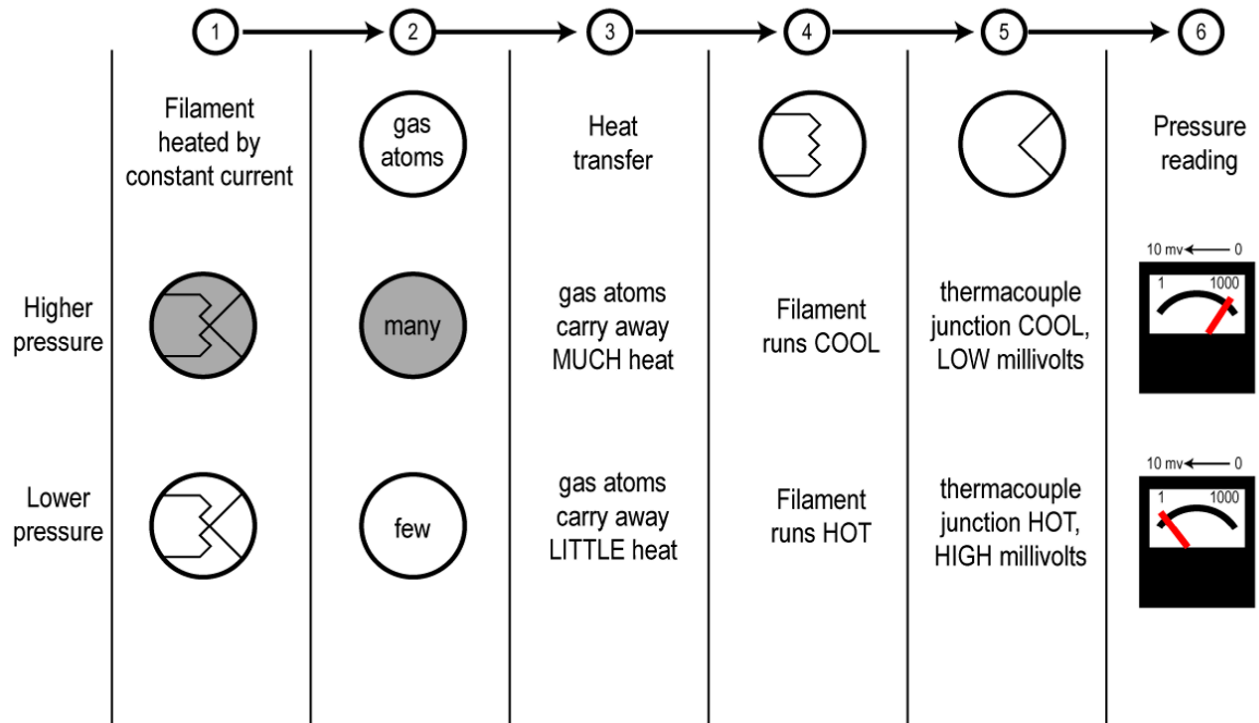 1
2
3
4
5
6
Filament
heated by
constant current
gas
atoms
Heat
transfer
Pressure
reading
Higher
pressure
many
gas atoms
carry away
MUCH heat
Filament
runs COOL
thermacouple
junction COOL,
LOW millivolts
10 mv 0
1 1000
Lower
pressure
few
gas atoms
carry away
LITTLE heat
Filament
runs HOT
thermacouple
junction HOT,
HIGH millivolts
10 mv 0
1 1000